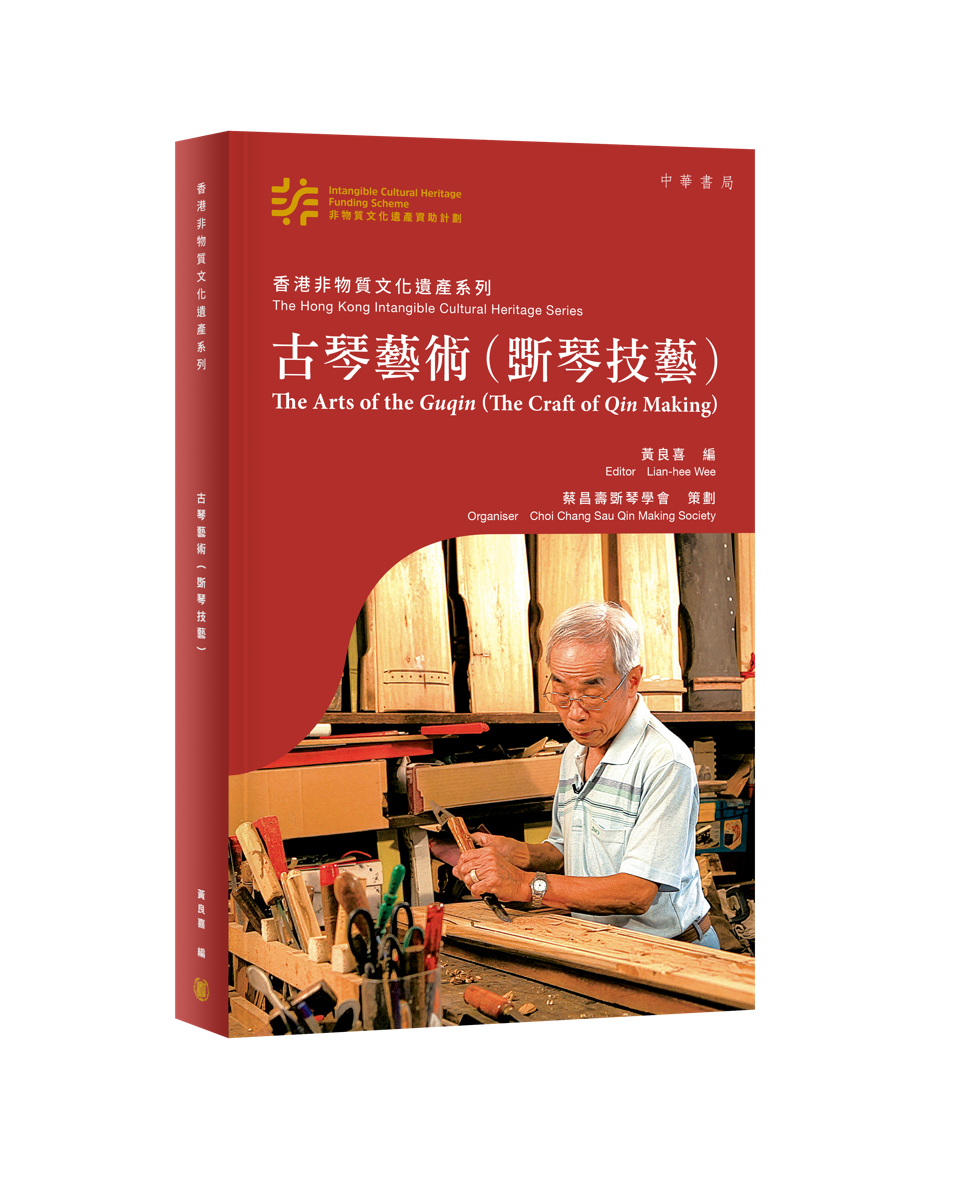 香港非物質文化遺產系列
古琴藝術（斲琴技藝）
黃良喜 編
Intangible Cultural Heritage
Funding Scheme
非物質文化遺產資助計劃
中華書局
香港非物質文化遺產系列
The Hong Kong Intangible Cultural Heritage Series
古琴藝術（斲琴技藝）
The Arts of the Guqin (The Craft of Qin Making)
黃良喜 編
Editor Lian-hee Wee
蔡昌壽斲琴學會 策劃
Organiser Choi Chang Sau Qin Making Society